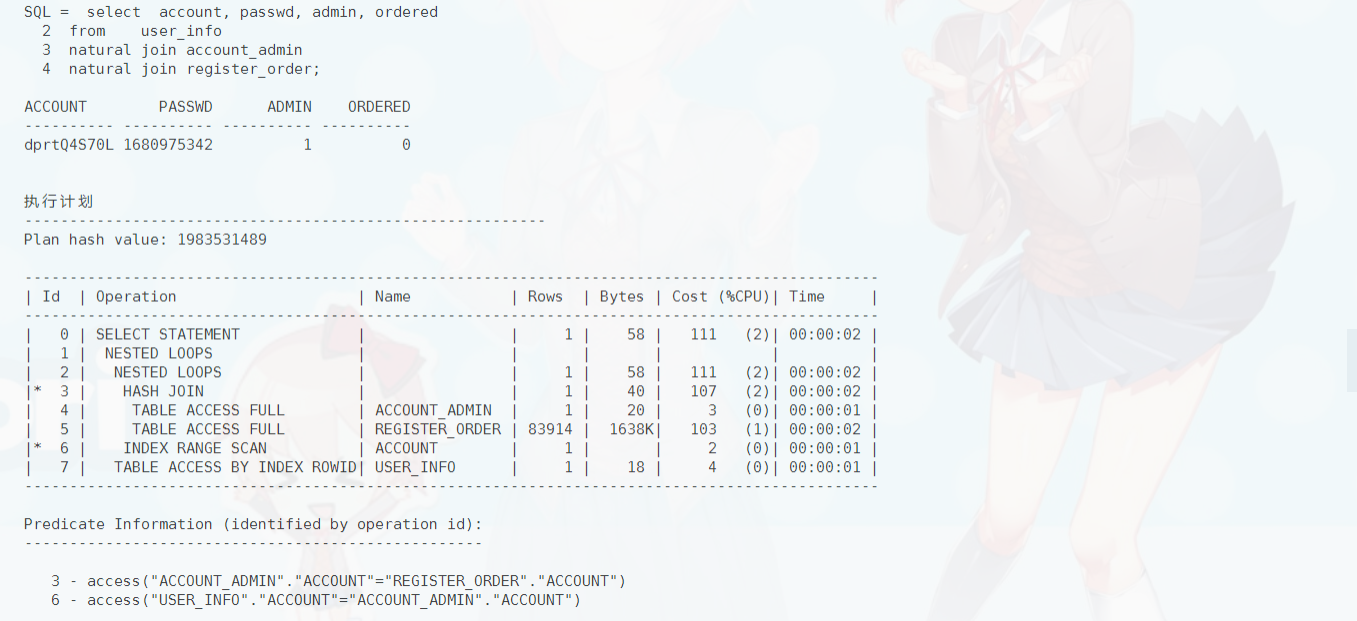 SQL =  select  account, passwd, admin, ordered
  2  from    user_info
  3  natural join account_admin
  4  natural join register_order;
ACCOUNT        PASSWD      ADMIN    ORDERED
---------- ---------- ---------- ----------
dprtQ4S70L 1680975342          1          0
执行计划
----------------------------------------------------------
Plan hash value: 1983531489
-----------------------------------------------------------------------------------------------
| Id  | Operation                    | Name           | Rows  | Bytes | Cost (%CPU)| Time     |
-----------------------------------------------------------------------------------------------
|   0 | SELECT STATEMENT             |                |     1 |    58 |   111   (2)| 00:00:02 |
|   1 |  NESTED LOOPS                |                |       |       |            |          |
|   2 |   NESTED LOOPS               |                |     1 |    58 |   111   (2)| 00:00:02 |
|*  3 |    HASH JOIN                 |                |     1 |    40 |   107   (2)| 00:00:02 |
|   4 |     TABLE ACCESS FULL        | ACCOUNT_ADMIN  |     1 |    20 |     3   (0)| 00:00:01 |
|   5 |     TABLE ACCESS FULL        | REGISTER_ORDER | 83914 |  1638K|   103   (1)| 00:00:02 |
|*  6 |    INDEX RANGE SCAN          | ACCOUNT        |     1 |       |     2   (0)| 00:00:01 |
|   7 |   TABLE ACCESS BY INDEX ROWID| USER_INFO      |     1 |    18 |     4   (0)| 00:00:01 |
-----------------------------------------------------------------------------------------------
Predicate Information (identified by operation id):
---------------------------------------------------
   3 - access("ACCOUNT_ADMIN"."ACCOUNT"="REGISTER_ORDER"."ACCOUNT")
   6 - access("USER_INFO"."ACCOUNT"="ACCOUNT_ADMIN"."ACCOUNT")